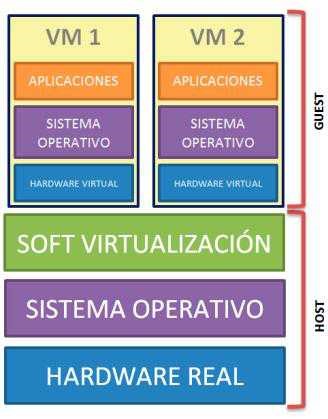 VM 1
APLICACIONES
SISTEMA
OPERATIVO
HARDWARE VIRTUAL
VM 2
APLICACIONES
SISTEMA
OPERATIVO
HARDWARE VIRTUAL
GUEST
SOFT VIRTUALIZACIÓN
SISTEMA OPERATIVO
HARDWARE REAL
HOST